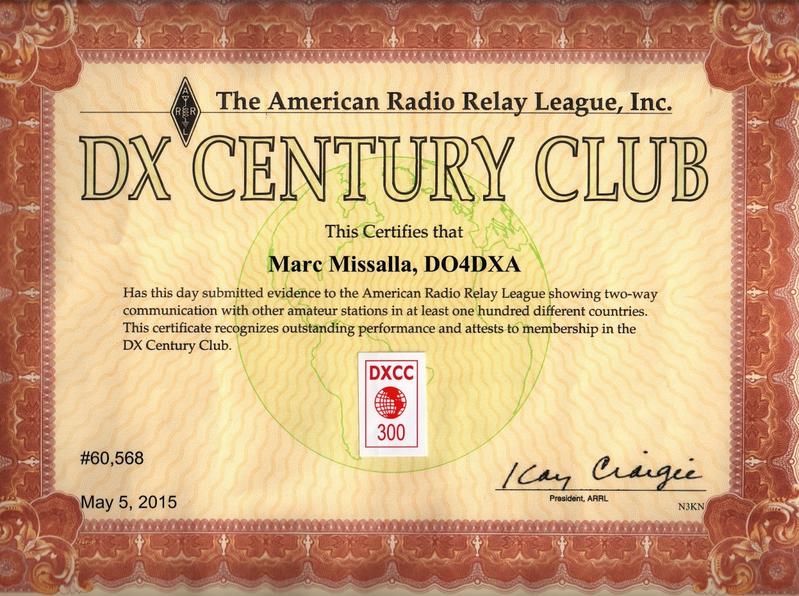 ARRL
The American Radio Relay League, Inc.
DX CENTURY CLUB
This Certifies that
Marc Missalla, DO4DXA
Has this day submitted evidence to the American Radio Relay League showing two-way
communication with other amateur stations in at least one hundred different countries.
This certificate recognizes outstanding performance and attests to membership in the
DX Century Club.
DXCC
300
#60,568
Kay Craigie
May 5, 2015
President, ARRL
N3KN